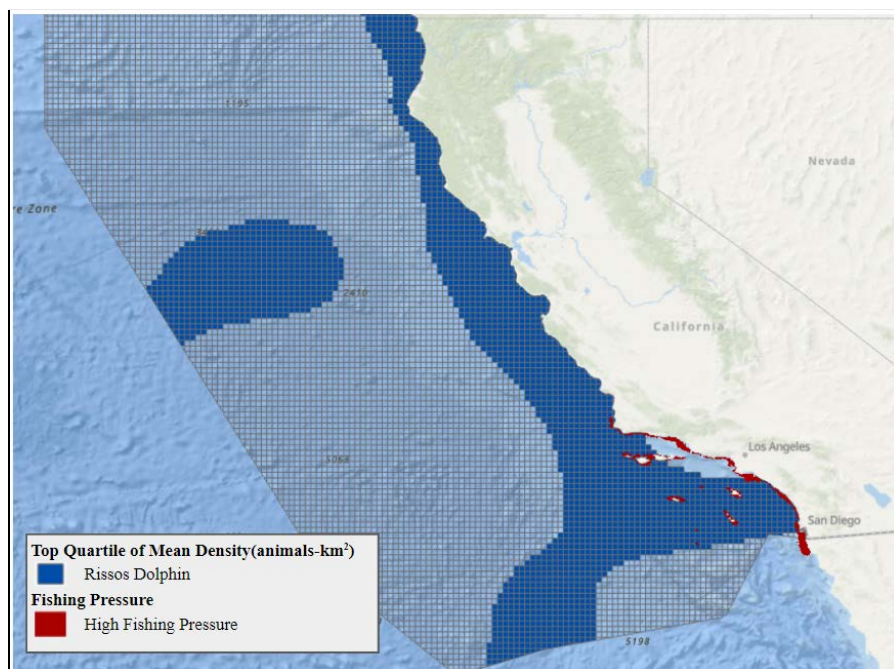 1195
Nevada
re Zone
2410
California
5068
Los Angeles
San Diego
5198
Top Quartile of Mean Density(animals-km²)
Rissos Dolphin
Fishing Pressure
High Fishing Pressure